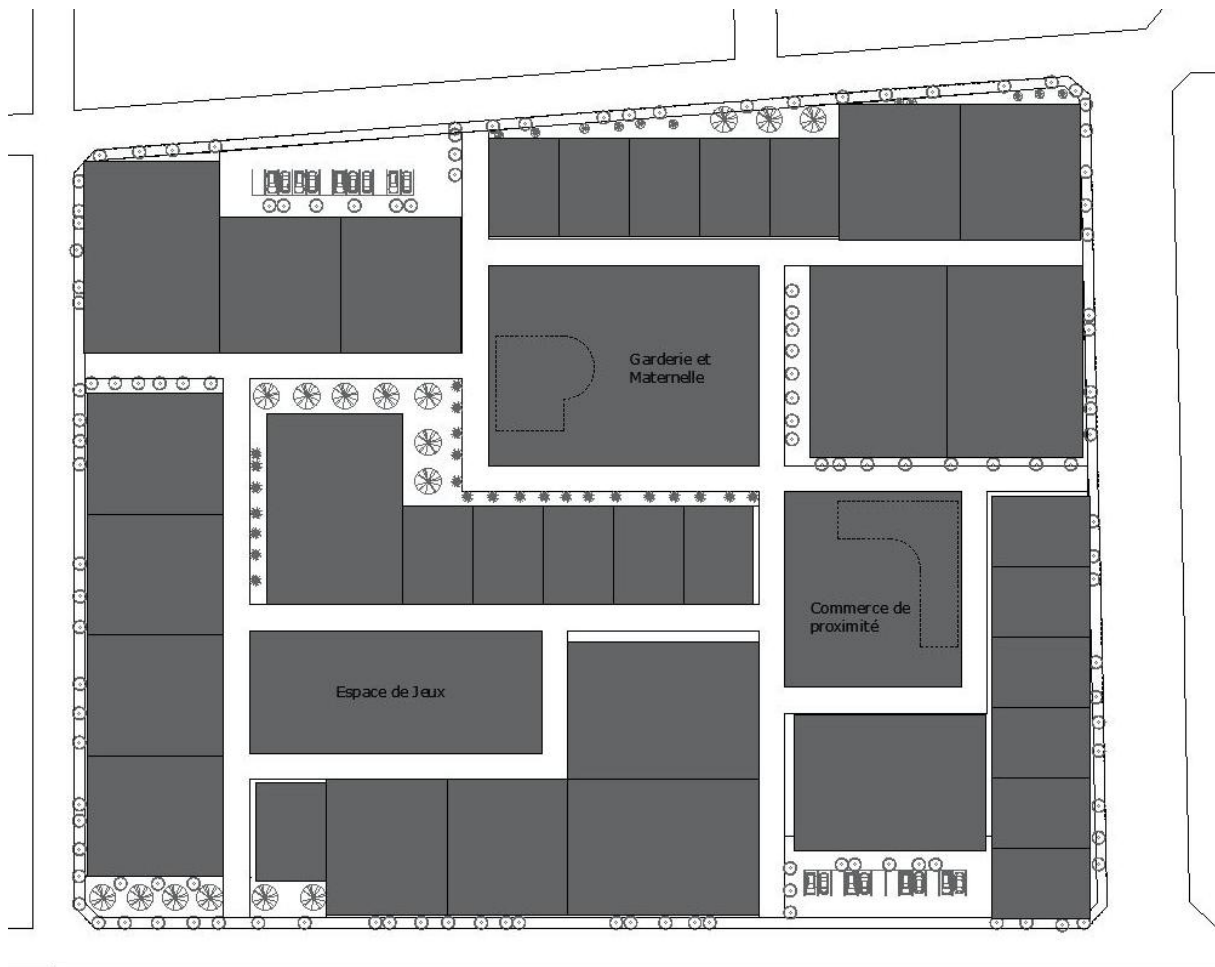 Garderie et
Maternelle
Commerce de
proximité
Espace de Jeux